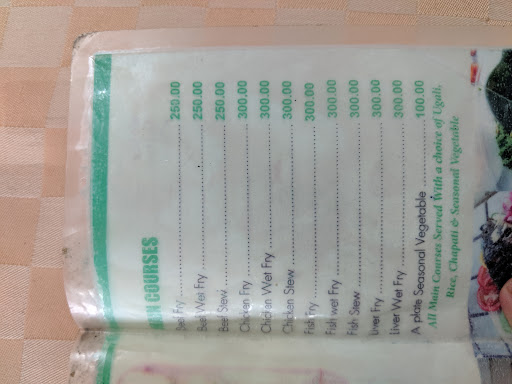 MAIN COURSES
Beef Fry 250.00
Beef Wet Fry 250.00
Beef Stew 250.00
Chicken Fry 300.00
Chicken Wet Fry 300.00
Chicken Stew 300.00
Fish Fry 300.00
Fish wet Fry 300.00
Fish Stew 300.00
Liver Fry 300.00
Liver Wet Fry 300.00
A plate Seasonal Vegetable 100.00
All Main Courses Served With a choice of Ugali,
Rice, Chapati & Seasonal Vegetable